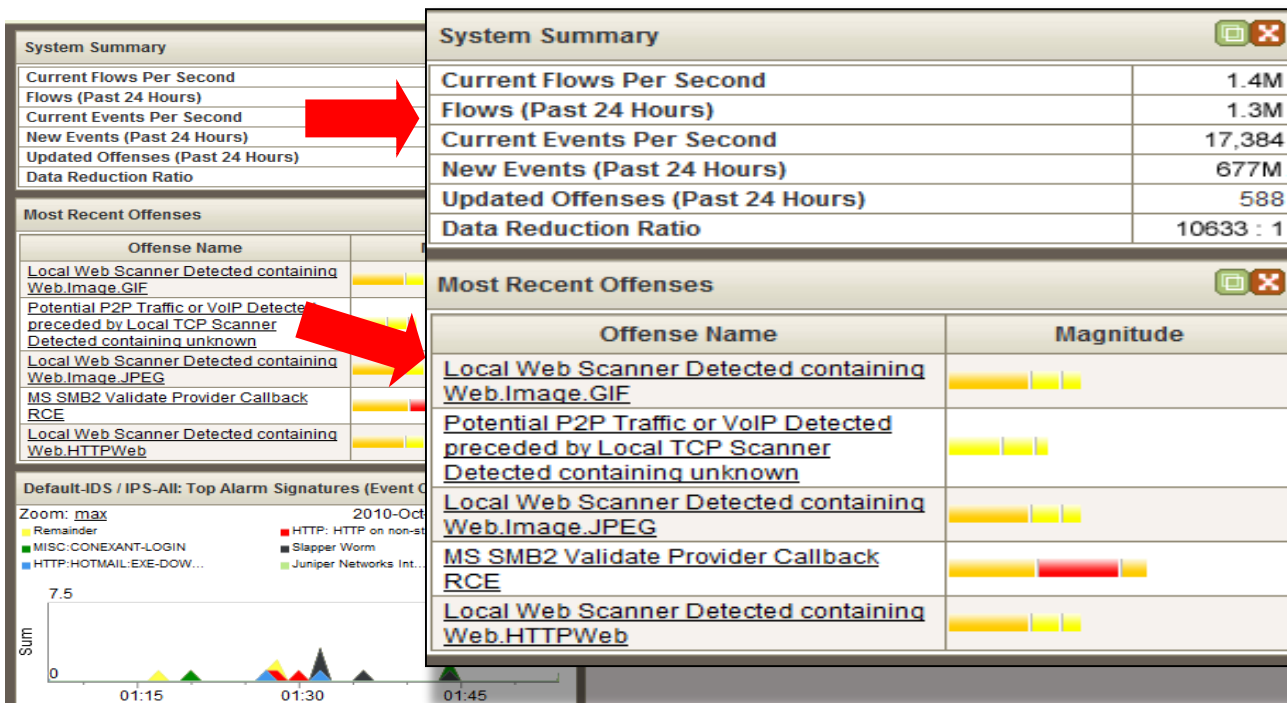 System Summary
Current Flows Per Second
Flows (Past 24 Hours)
Current Events Per Second
New Events (Past 24 Hours)
Updated Offenses (Past 24 Hours)
Data Reduction Ratio
Most Recent Offenses
Offense Name
Local Web Scanner Detected containing
Web.Image.GIF
Potential P2P Traffic or VoIP Detected
preceded by Local TCP Scanner
Detected containing unknown
Local Web Scanner Detected containing
Web.Image.JPEG
MS SMB2 Validate Provider Callback
RCE
Local Web Scanner Detected containing
Web.HTTPWeb
Default-IDS / IPS-All: Top Alarm Signatures (Event
Zoom: max 2010-Oct
Remainder HTTP: HTTP on non-st
MISC:CONEXANT-LOGIN Slapper Worm
HTTP:HOTMAIL:EXE-DOW... Juniper Networks Int...
7.5
Sum
0
01:15 01:30 01:45
System Summary
Current Flows Per Second 1.4M
Flows (Past 24 Hours) 1.3M
Current Events Per Second 17,384
New Events (Past 24 Hours) 677M
Updated Offenses (Past 24 Hours) 588
Data Reduction Ratio 10633 : 1
Most Recent Offenses
Offense Name Magnitude
Local Web Scanner Detected containing
Web.Image.GIF
Potential P2P Traffic or VoIP Detected
preceded by Local TCP Scanner
Detected containing unknown
Local Web Scanner Detected containing
Web.Image.JPEG
MS SMB2 Validate Provider Callback
RCE
Local Web Scanner Detected containing
Web.HTTPWeb